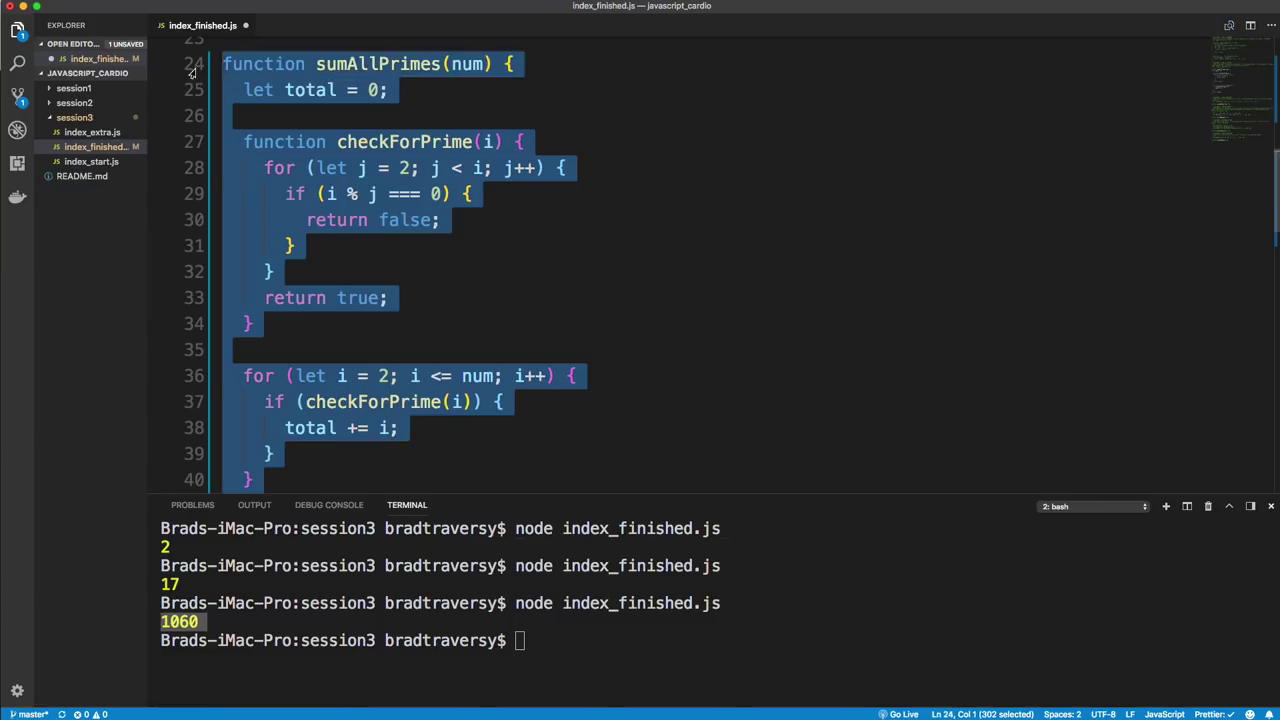 index_finished.js — javascript_cardio
EXPLORER
index_finished.js
OPEN EDITO... 1 UNSAVED
index_finishe... M
JAVASCRIPT_CARDIO
session1
session2
session3
index_extra.js
index_finished... M
index_start.js
README.md
1
1
24 function sumAllPrimes(num) {
25 let total = 0;
26
27 function checkForPrime(i) {
28 for (let j = 2; j < i; j++) {
29 if (i % j === 0) {
30 return false;
31 }
32 }
33 return true;
34 }
35
36 for (let i = 2; i <= num; i++) {
37 if (checkForPrime(i)) {
38 total += i;
39 }
40 }
PROBLEMS OUTPUT DEBUG CONSOLE TERMINAL 2: bash
Brads-iMac-Pro:session3 bradtraversy$ node index_finished.js
2
Brads-iMac-Pro:session3 bradtraversy$ node index_finished.js
17
Brads-iMac-Pro:session3 bradtraversy$ node index_finished.js
1060
Brads-iMac-Pro:session3 bradtraversy$
master* 0 0 Go Live Ln 24, Col 1 (302 selected) Spaces: 2 UTF-8 LF JavaScript Prettier: ✓